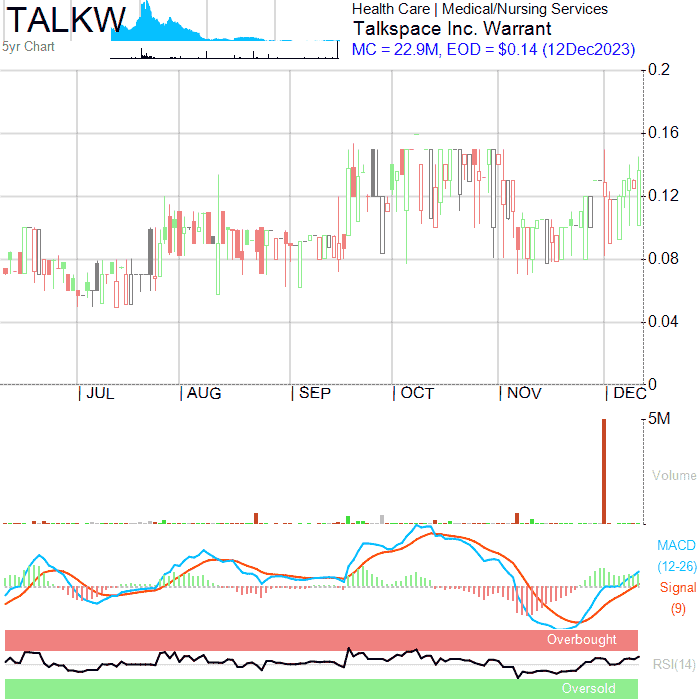 TALKW
5yr Chart
Health Care | Medical/Nursing Services
Talkspace Inc. Warrant
MC = 22.9M, EOD = $0.14 (12Dec2023)
0.2
0.16
0.12
0.08
0.04
0
| JUL | AUG | SEP | OCT | NOV | DEC
5M
Volume
MACD
(12-26)
Signal
(9)
Overbought
RSI(14)
Oversold